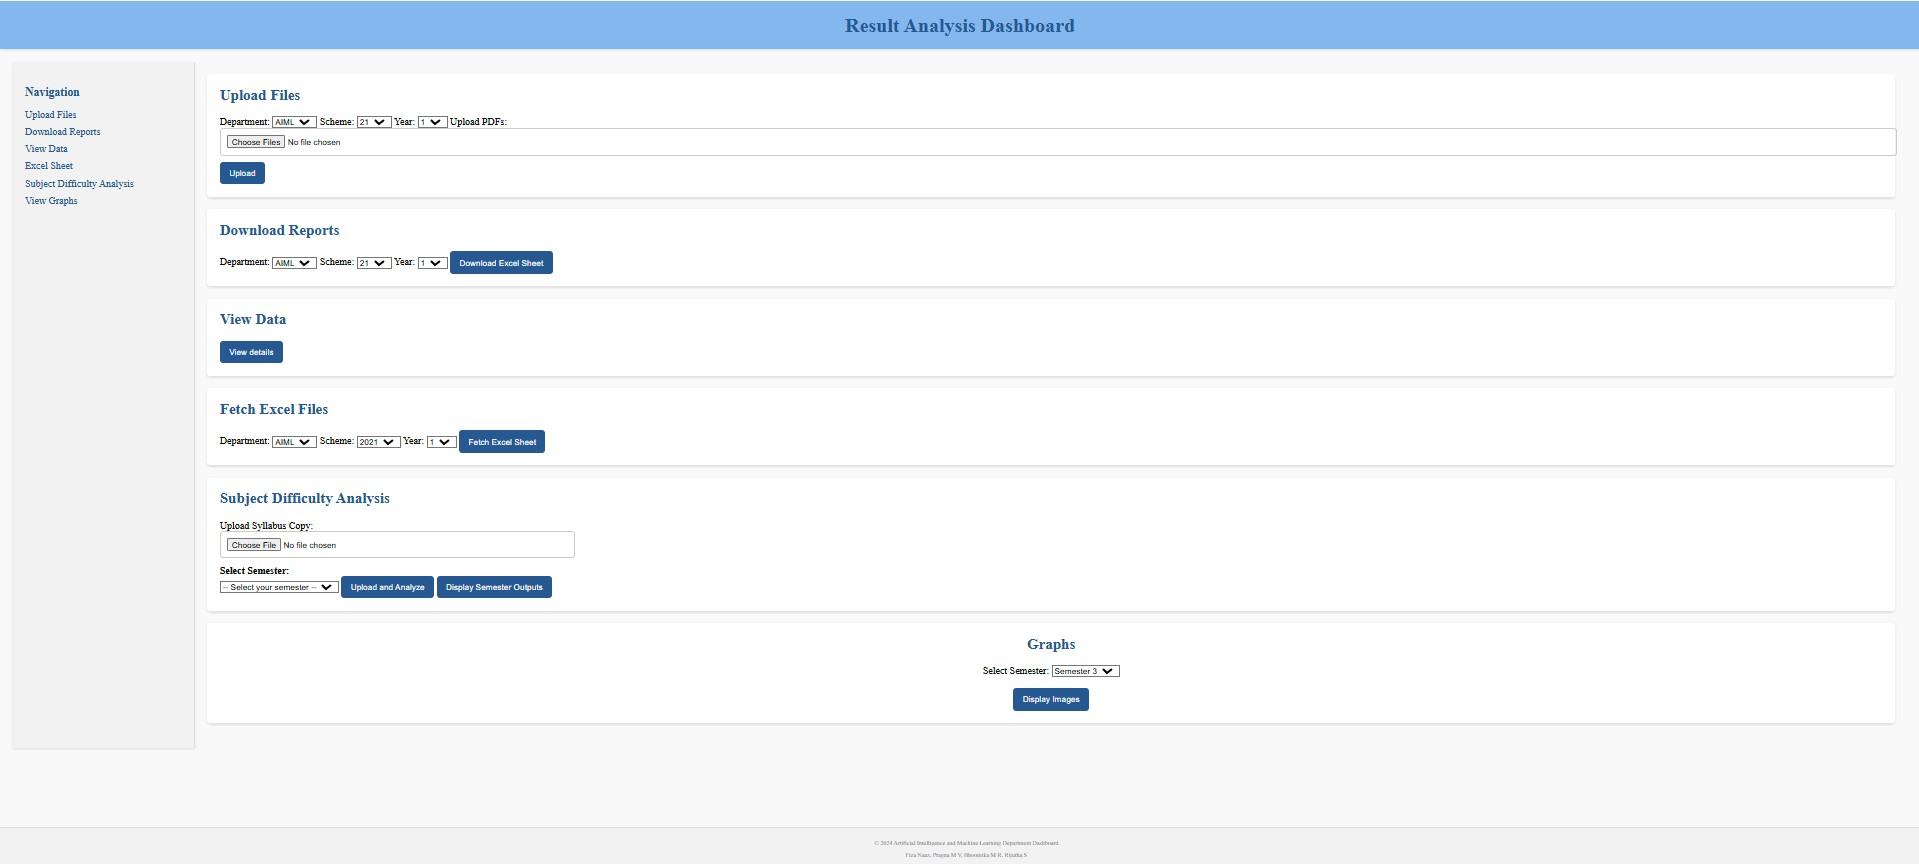 Result Analysis Dashboard
Navigation
Upload Files
Download Reports
View Data
Excel Sheet
Subject Difficulty Analysis
View Graphs
Upload Files
Department: AIML Scheme: 21 Year: 1 Upload PDFs:
Choose Files No file chosen
Upload
Download Reports
Department: AIML Scheme: 21 Year: 1 Download Excel Sheet
View Data
View details
Fetch Excel Files
Department: AIML Scheme: 2021 Year: 1 Fetch Excel Sheet
Subject Difficulty Analysis
Upload Syllabus Copy:
Choose File No file chosen
Select Semester:
-- Select your semester -- Upload and Analyze Display Semester Outputs
Graphs
Select Semester: Semester 3
Display Images
© 2024 Artificial Intelligence and Machine Learning Department Dashboard
Fiza Naaz, Pragna M V, Bhoomika M R, Rijutha S